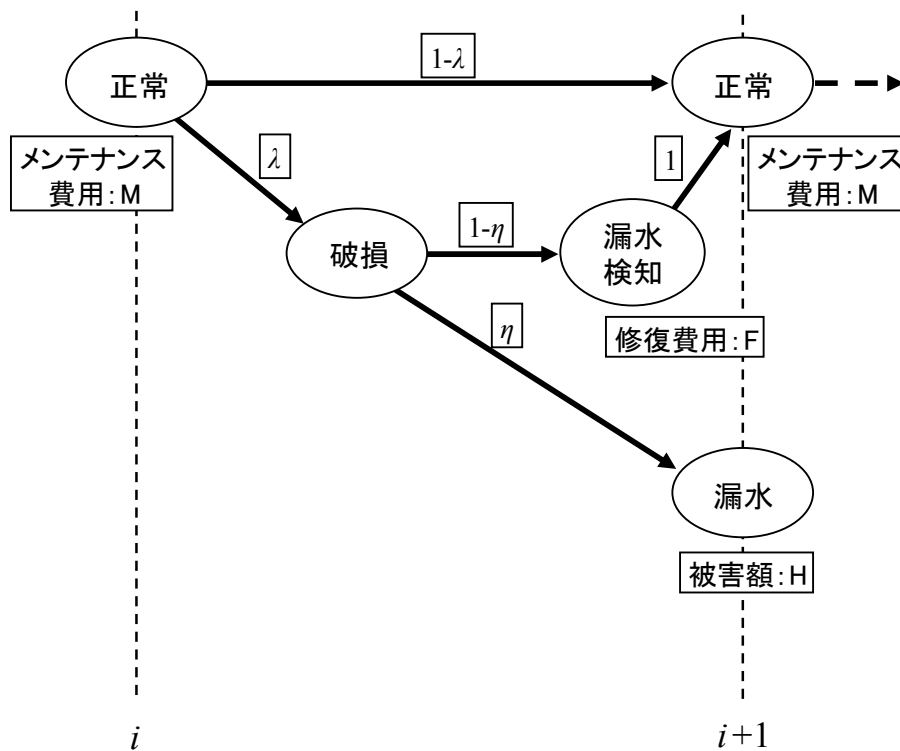 1-λ
正常
正常
λ
1
メンテナンス
費用:M
メンテナンス
費用:M
1-η
破損
漏水
検知
η
修復費用:F
漏水
被害額:H
i
i+1